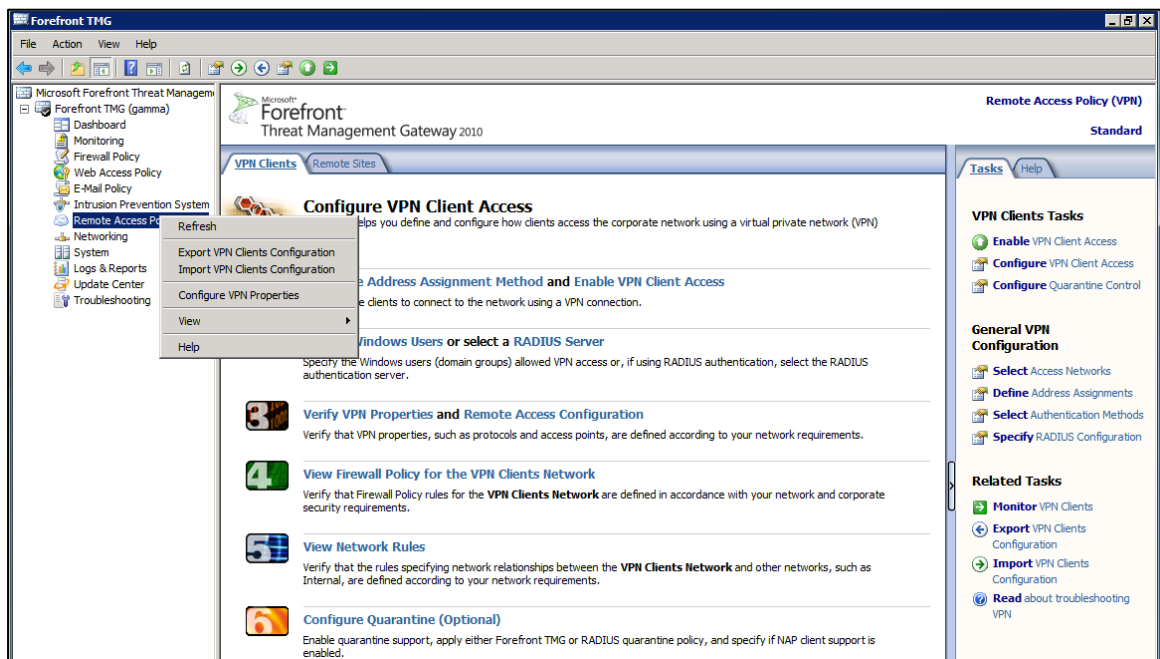 Forefront TMG
File Action View Help
Microsoft Forefront Threat Managem
Forefront TMG (gamma)
Dashboard
Monitoring
Firewall Policy
Web Access Policy
E-Mail Policy
Intrusion Prevention System
Remote Access Po
Networking
System
Logs & Reports
Update Center
Troubleshooting
Refresh
Export VPN Clients Configuration
Import VPN Clients Configuration
Configure VPN Properties
View
Help
Microsoft
Forefront
Threat Management Gateway 2010
Remote Access Policy (VPN)
Standard
VPN Clients Remote Sites
Configure VPN Client Access
elps you define and configure how clients access the corporate network using a virtual private network (VPN)
Address Assignment Method and Enable VPN Client Access
clients to connect to the network using a VPN connection.
Windows Users or select a RADIUS Server
Specify the Windows users (domain groups) allowed VPN access or, if using RADIUS authentication, select the RADIUS
authentication server.
3
Verify VPN Properties and Remote Access Configuration
Verify that VPN properties, such as protocols and access points, are defined according to your network requirements.
4
View Firewall Policy for the VPN Clients Network
Verify that Firewall Policy rules for the VPN Clients Network are defined in accordance with your network and corporate
security requirements.
5
View Network Rules
Verify that the rules specifying network relationships between the VPN Clients Network and other networks, such as
Internal, are defined according to your network requirements.
6
Configure Quarantine (Optional)
Enable quarantine support, apply either Forefront TMG or RADIUS quarantine policy, and specify if NAP client support is
enabled.
Tasks Help
VPN Clients Tasks
Enable VPN Client Access
Configure VPN Client Access
Configure Quarantine Control
General VPN
Configuration
Select Access Networks
Define Address Assignments
Select Authentication Methods
Specify RADIUS Configuration
Related Tasks
Monitor VPN Clients
Export VPN Clients
Configuration
Import VPN Clients
Configuration
Read about troubleshooting
VPN